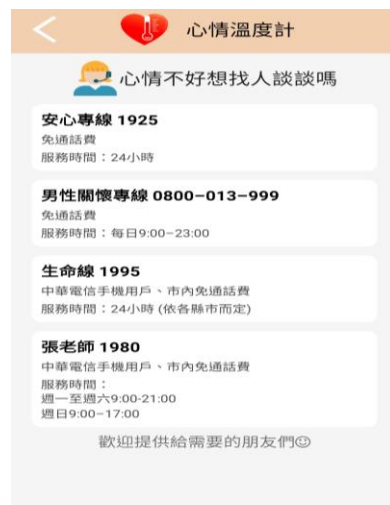 心情溫度計
心情不好想找人談談嗎
安心專線 1925
免通話費
服務時間：24小時
男性關懷專線 0800–013–999
免通話費
服務時間：每日9:00–23:00
生命線 1995
中華電信手機用戶、市內免通話費
服務時間：24小時 (依各縣市而定)
張老師 1980
中華電信手機用戶、市內免通話費
服務時間：
週一至週六9:00-21:00
週日9:00–17:00
歡迎提供給需要的朋友們☺